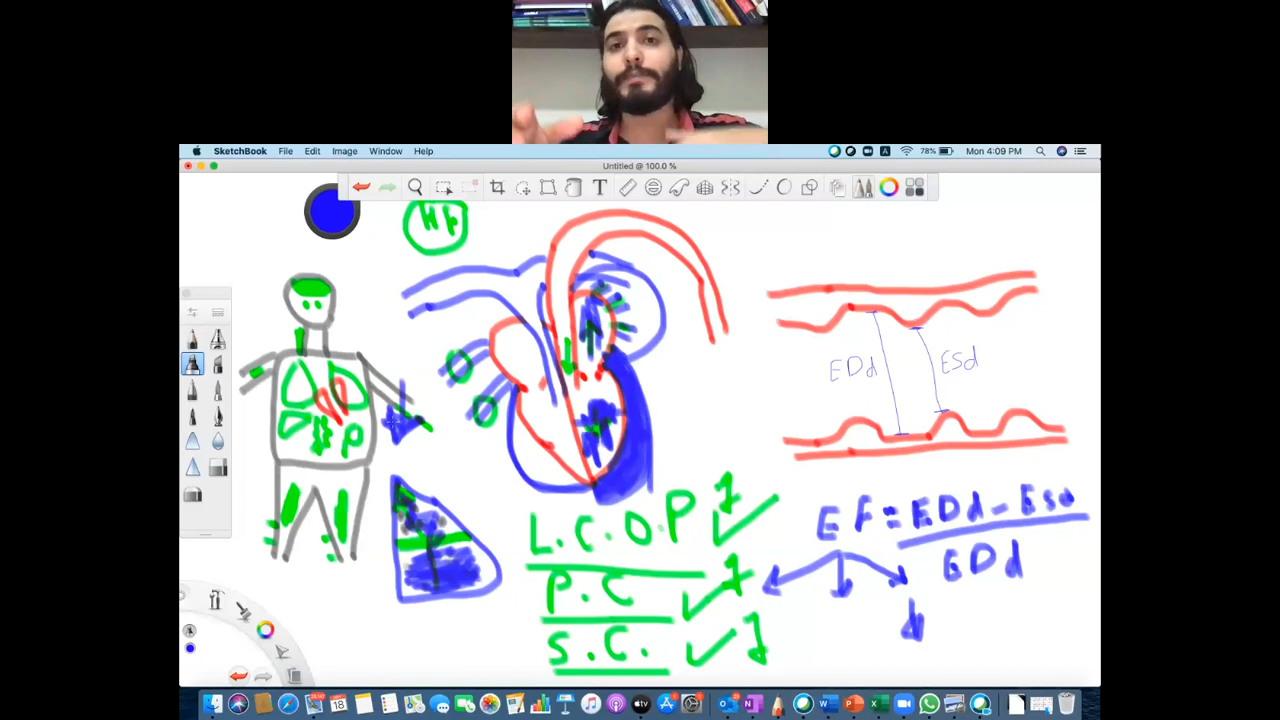 SketchBook File Edit Image Window Help
78% Mon 4:09 PM
Untitled @ 100.0 %
HF
EDd
ESd
L.C.O.P
P.C
S.C.
EF = EDd - ESd
EDd